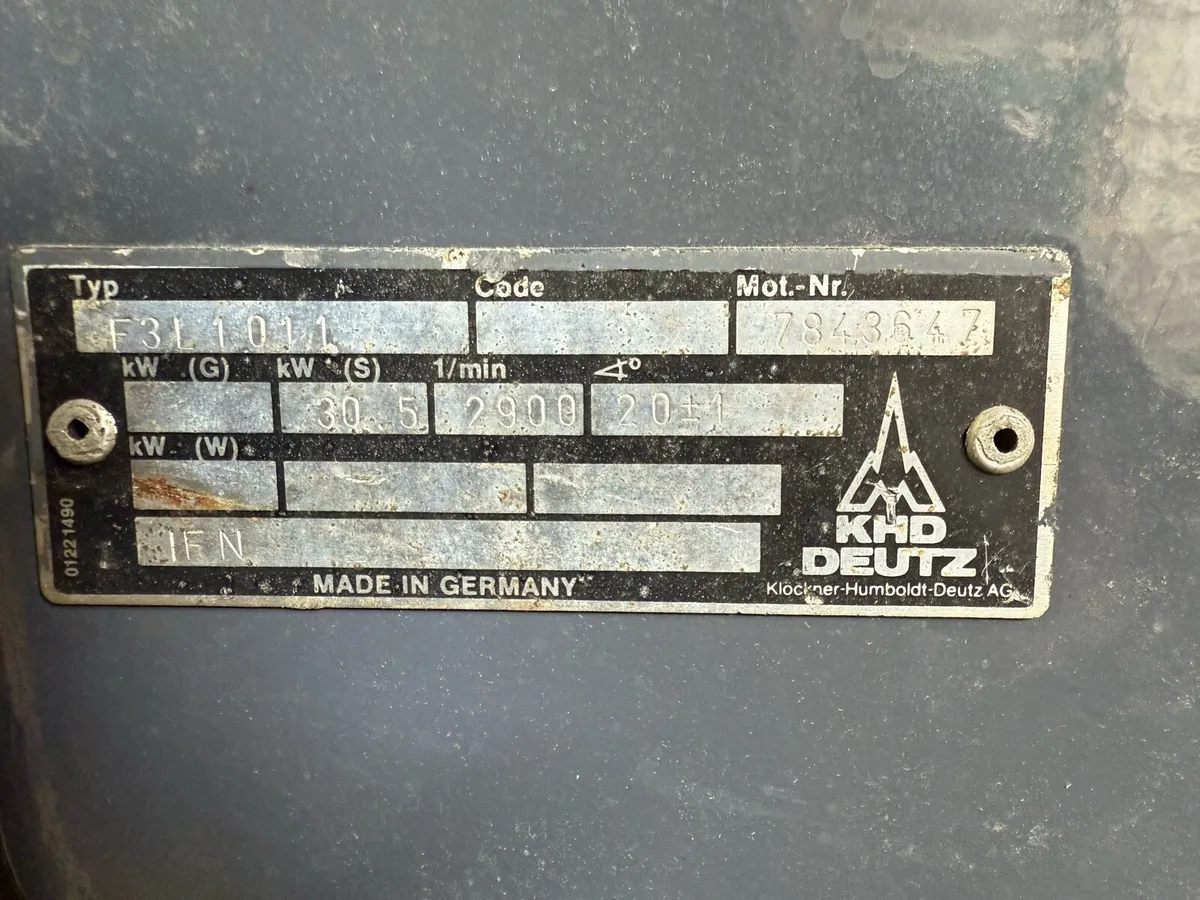 Typ Code Mot.-Nr.
F3L1011 7843647
kW (G) kW (S) 1/min ∢°
30.5 2900 20±1
kW (W)
IFN
01221490
MADE IN GERMANY
KHD
DEUTZ
Klöckner-Humboldt-Deutz AG